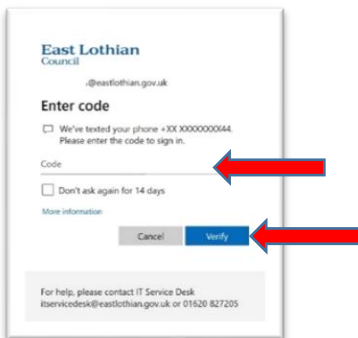 East Lothian
Council
.@eastlothian.gov.uk
Enter code
We've texted your phone +XX XXXXXXXX44.
Please enter the code to sign in.
Code
Don't ask again for 14 days
More information
Cancel Verify
For help, please contact IT Service Desk
itservicedesk@eastlothian.gov.uk or 01620 827205